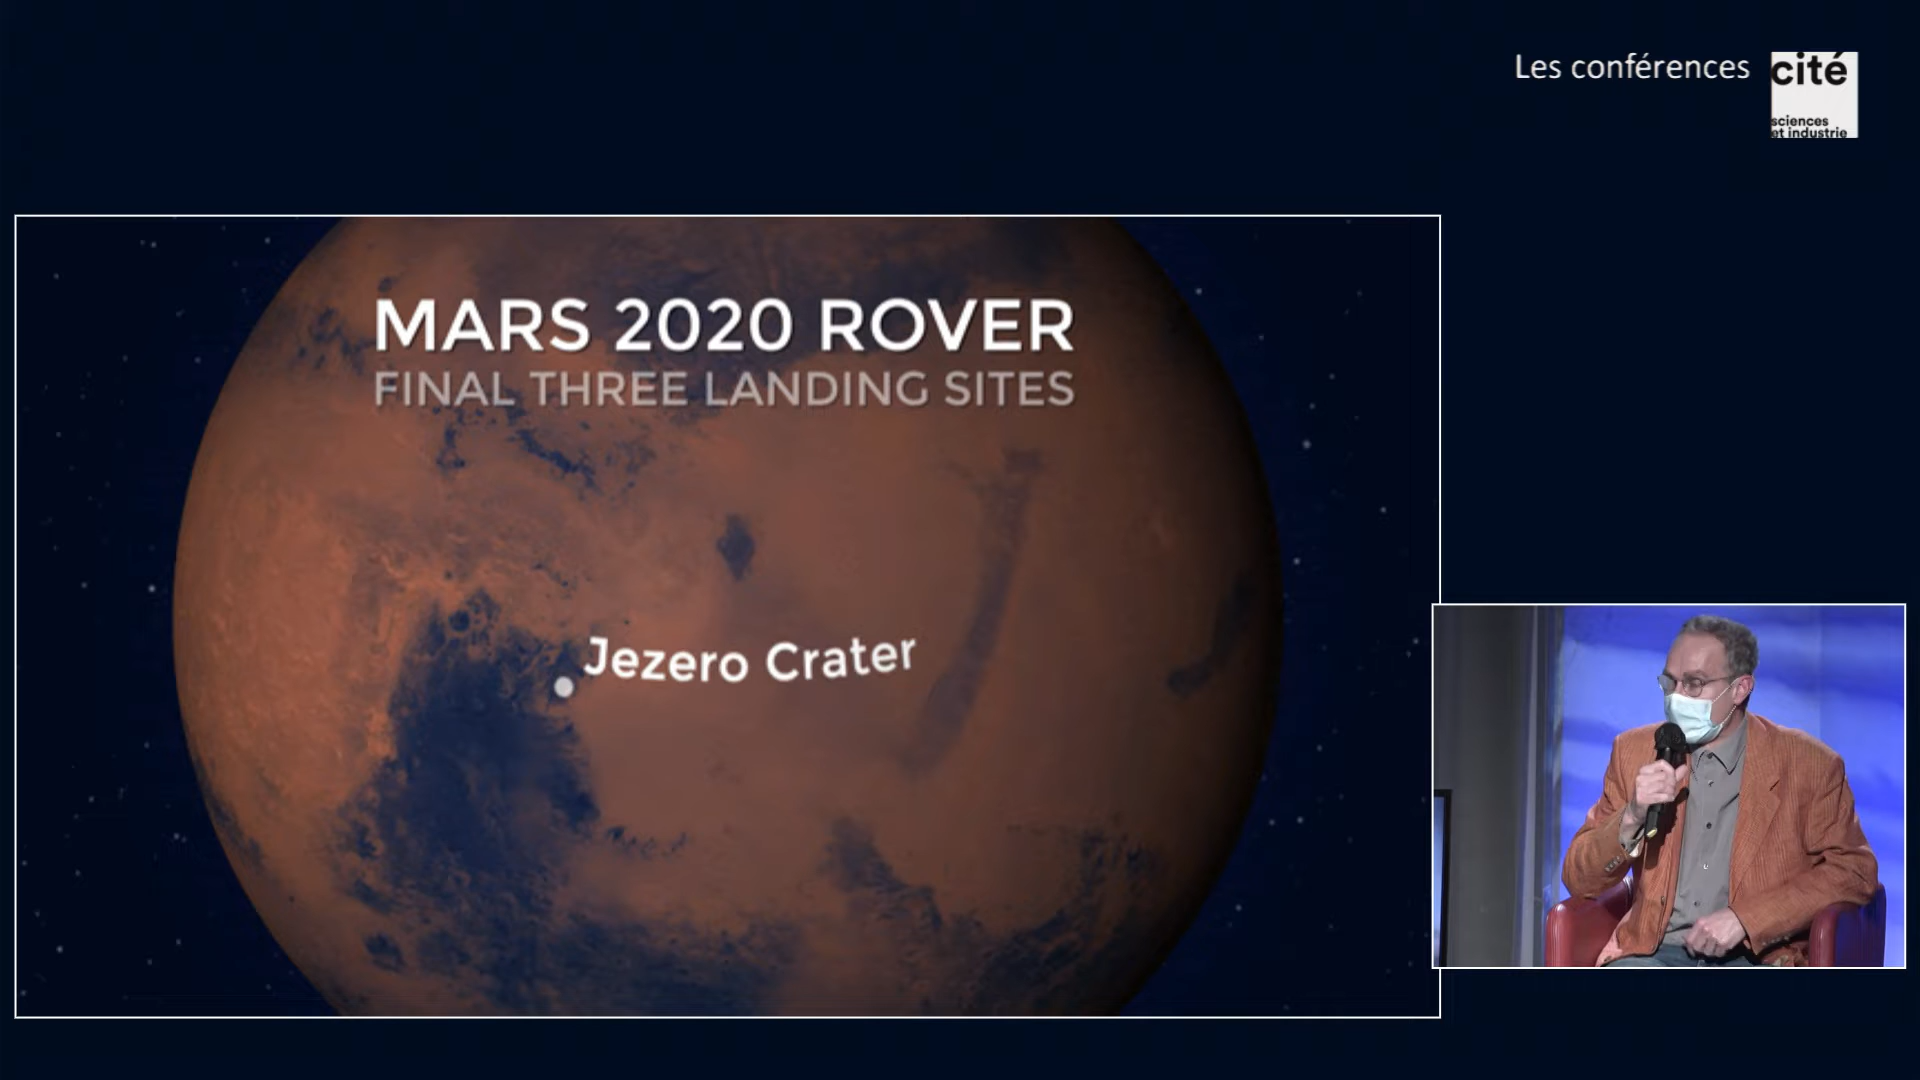 Les conférences
cité
sciences
et industrie
MARS 2020 ROVER
FINAL THREE LANDING SITES
Jezero Crater